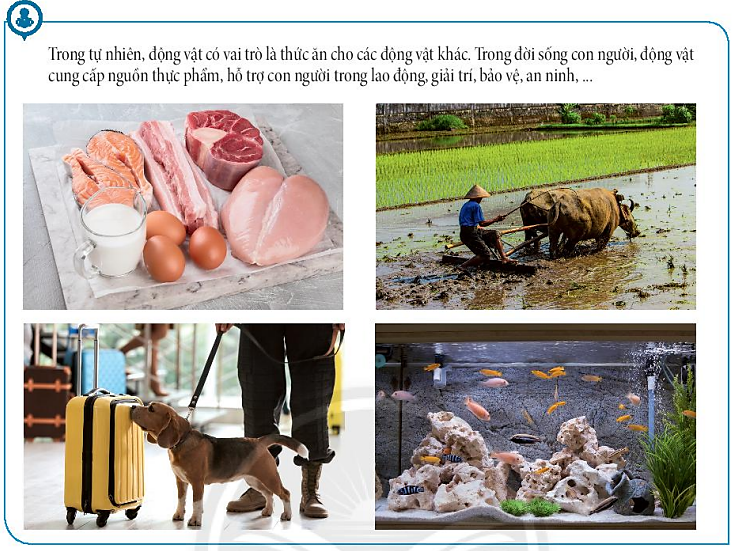 Trong tự nhiên, động vật có vai trò là thức ăn cho các động vật khác. Trong đời sống con người, động vật
cung cấp nguồn thực phẩm, hỗ trợ con người trong lao động, giải trí, bảo vệ, an ninh, ...